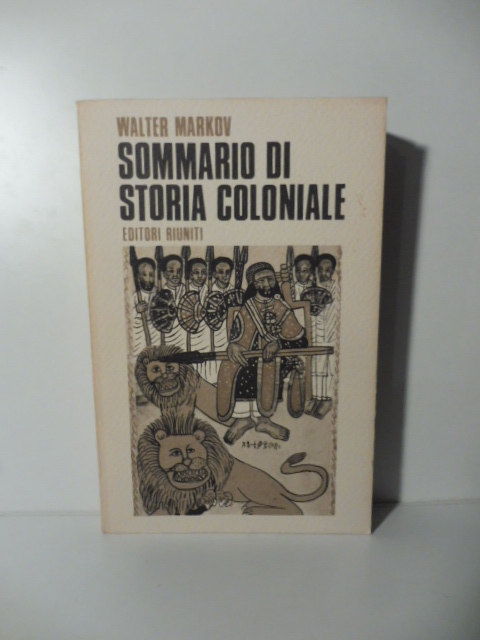 WALTER MARKOV
SOMMARIO DI
STORIA COLONIALE
EDITORI RIUNITI